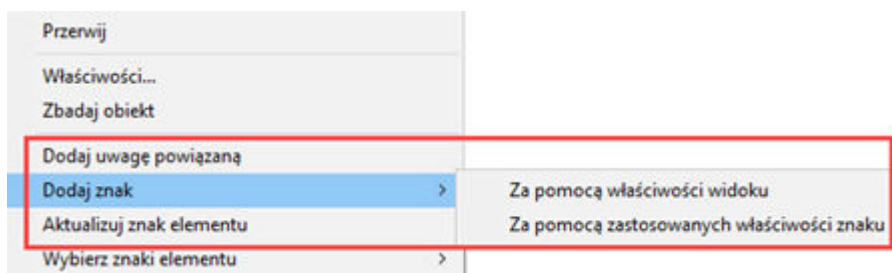 Przerwij
Właściwości...
Zbadaj obiekt
Dodaj uwagę powiązaną
Dodaj znak
Za pomocą właściwości widoku
Aktualizuj znak elementu
Za pomocą zastosowanych właściwości znaku
Wybierz znaki elementu